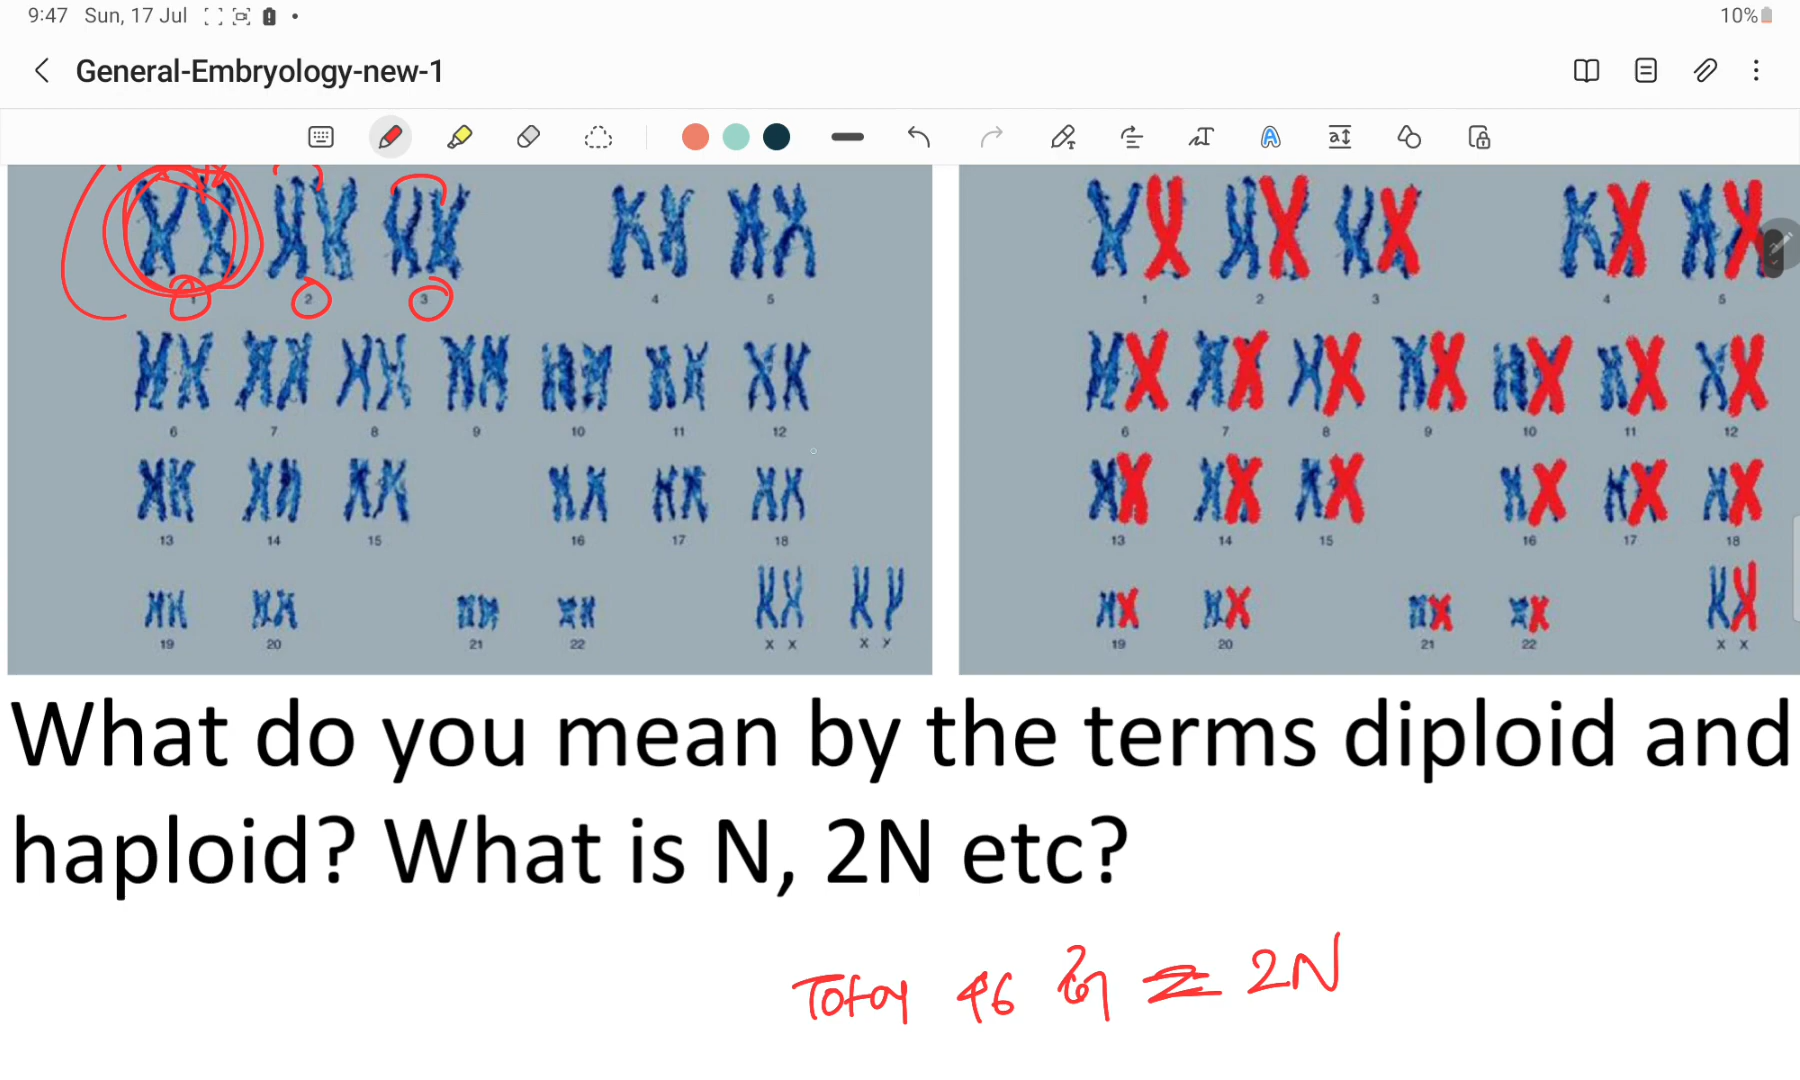 9:47 Sun, 17 Jul 10%
General-Embryology-new-1
1 2 3 4 5
1 2 3 4 5
6 7 8 9 10 11 12
6 7 8 9 10 11 12
13 14 15 16 17 18
13 14 15 16 17 18
19 20 21 22 X X X Y
19 20 21 22 X X
What do you mean by the terms diploid and
haploid? What is N, 2N etc?
Total 46 = 2N